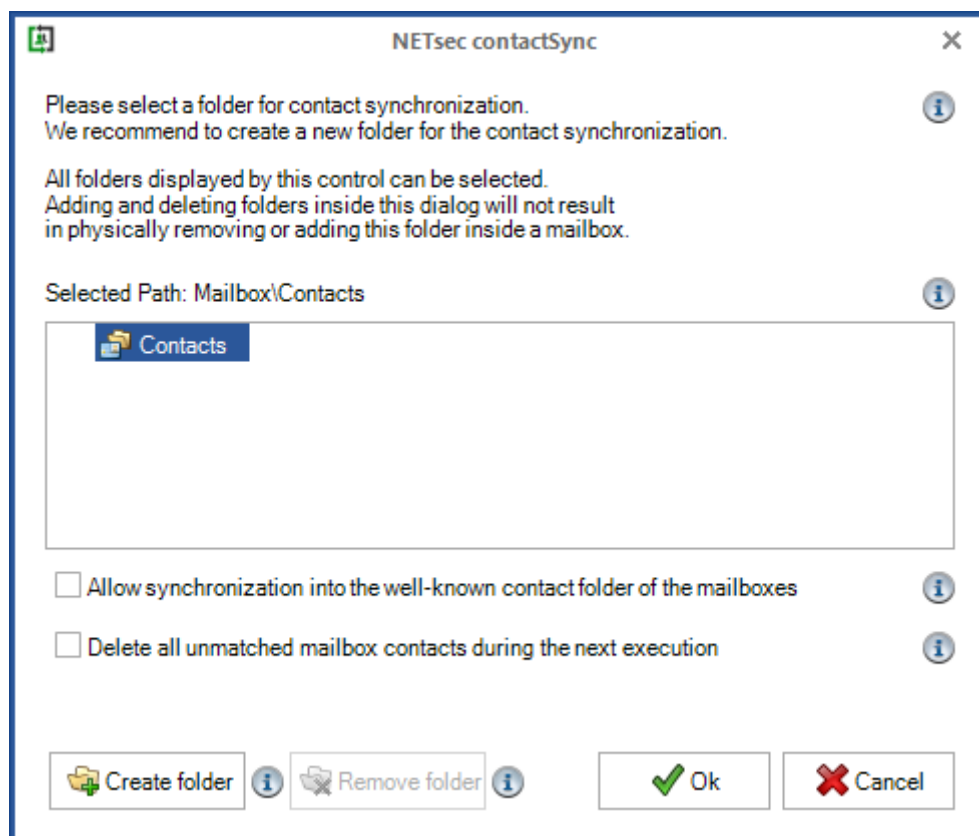 NETsec contactSync
Please select a folder for contact synchronization.
We recommend to create a new folder for the contact synchronization.
All folders displayed by this control can be selected.
Adding and deleting folders inside this dialog will not result
in physically removing or adding this folder inside a mailbox.
Selected Path: Mailbox\Contacts
Contacts
Allow synchronization into the well-known contact folder of the mailboxes
Delete all unmatched mailbox contacts during the next execution
Create folder Remove folder Ok Cancel